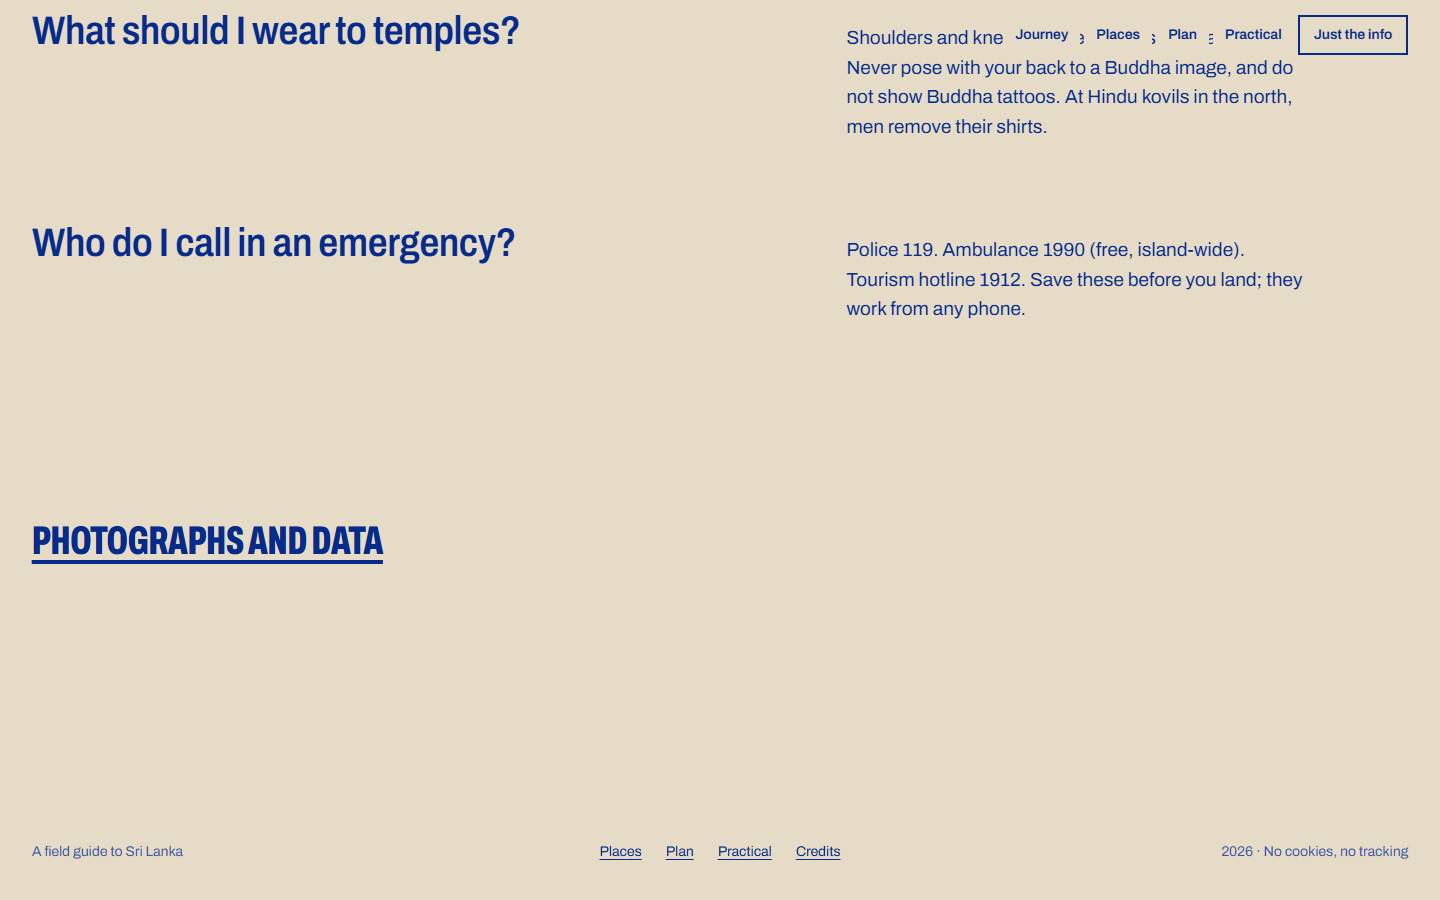 Journey
Places
Plan
Practical
Just the info
What should I wear to temples?
Shoulders and kne
Never pose with your back to a Buddha image, and do
not show Buddha tattoos. At Hindu kovils in the north,
men remove their shirts.
Who do I call in an emergency?
Police 119. Ambulance 1990 (free, island-wide).
Tourism hotline 1912. Save these before you land; they
work from any phone.
PHOTOGRAPHS AND DATA
A field guide to Sri Lanka
Places
Plan
Practical
Credits
2026 · No cookies, no tracking